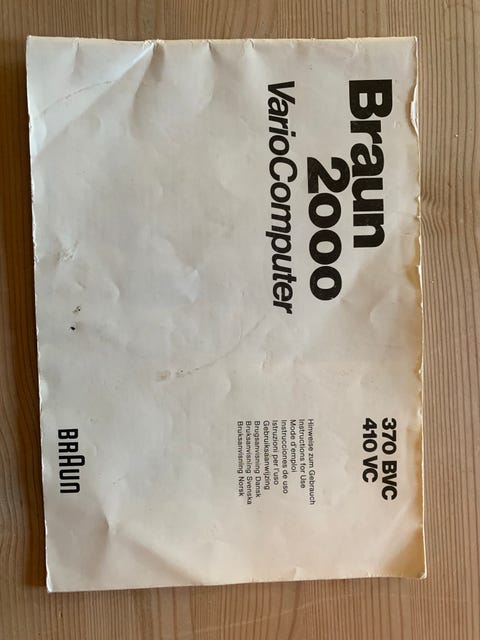 Braun
2000
VarioComputer
370 BVC
410 VC
Hinweise zum Gebrauch
Instructions for Use
Mode d'emploi
Instrucciones de uso
Istruzioni per l'uso
Gebruiksaanwijzing
Brugsanvisning Dansk
Bruksanvisning Svenska
Bruksanvisning Norsk
BRAUN